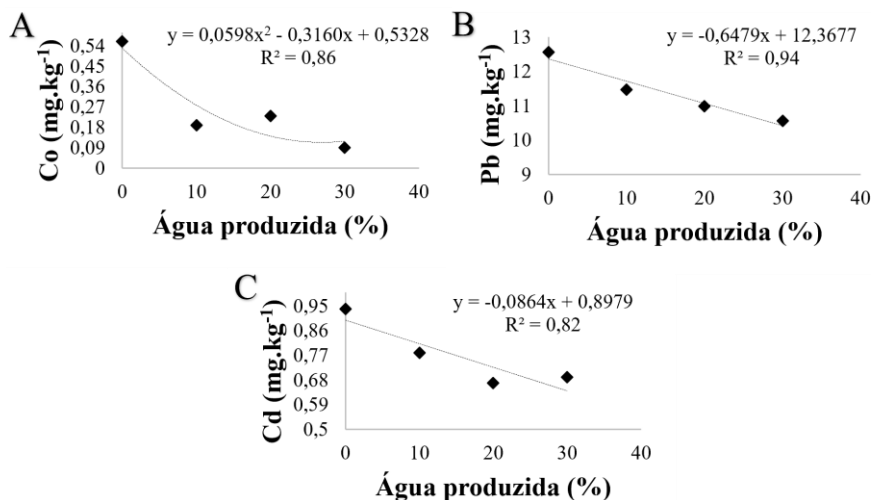 A
y = 0,0598x² - 0,3160x + 0,5328
R² = 0,86
Co (mg.kg⁻¹)
0,54
0,45
0,36
0,27
0,18
0,09
0
0 10 20 30 40
Água produzida (%)
B
y = -0,6479x + 12,3677
R² = 0,94
Pb (mg.kg⁻¹)
13
12
11
10
9
0 10 20 30 40
Água produzida (%)
C
y = -0,0864x + 0,8979
R² = 0,82
Cd (mg.kg⁻¹)
0,95
0,86
0,77
0,68
0,59
0,5
0 10 20 30 40
Água produzida (%)